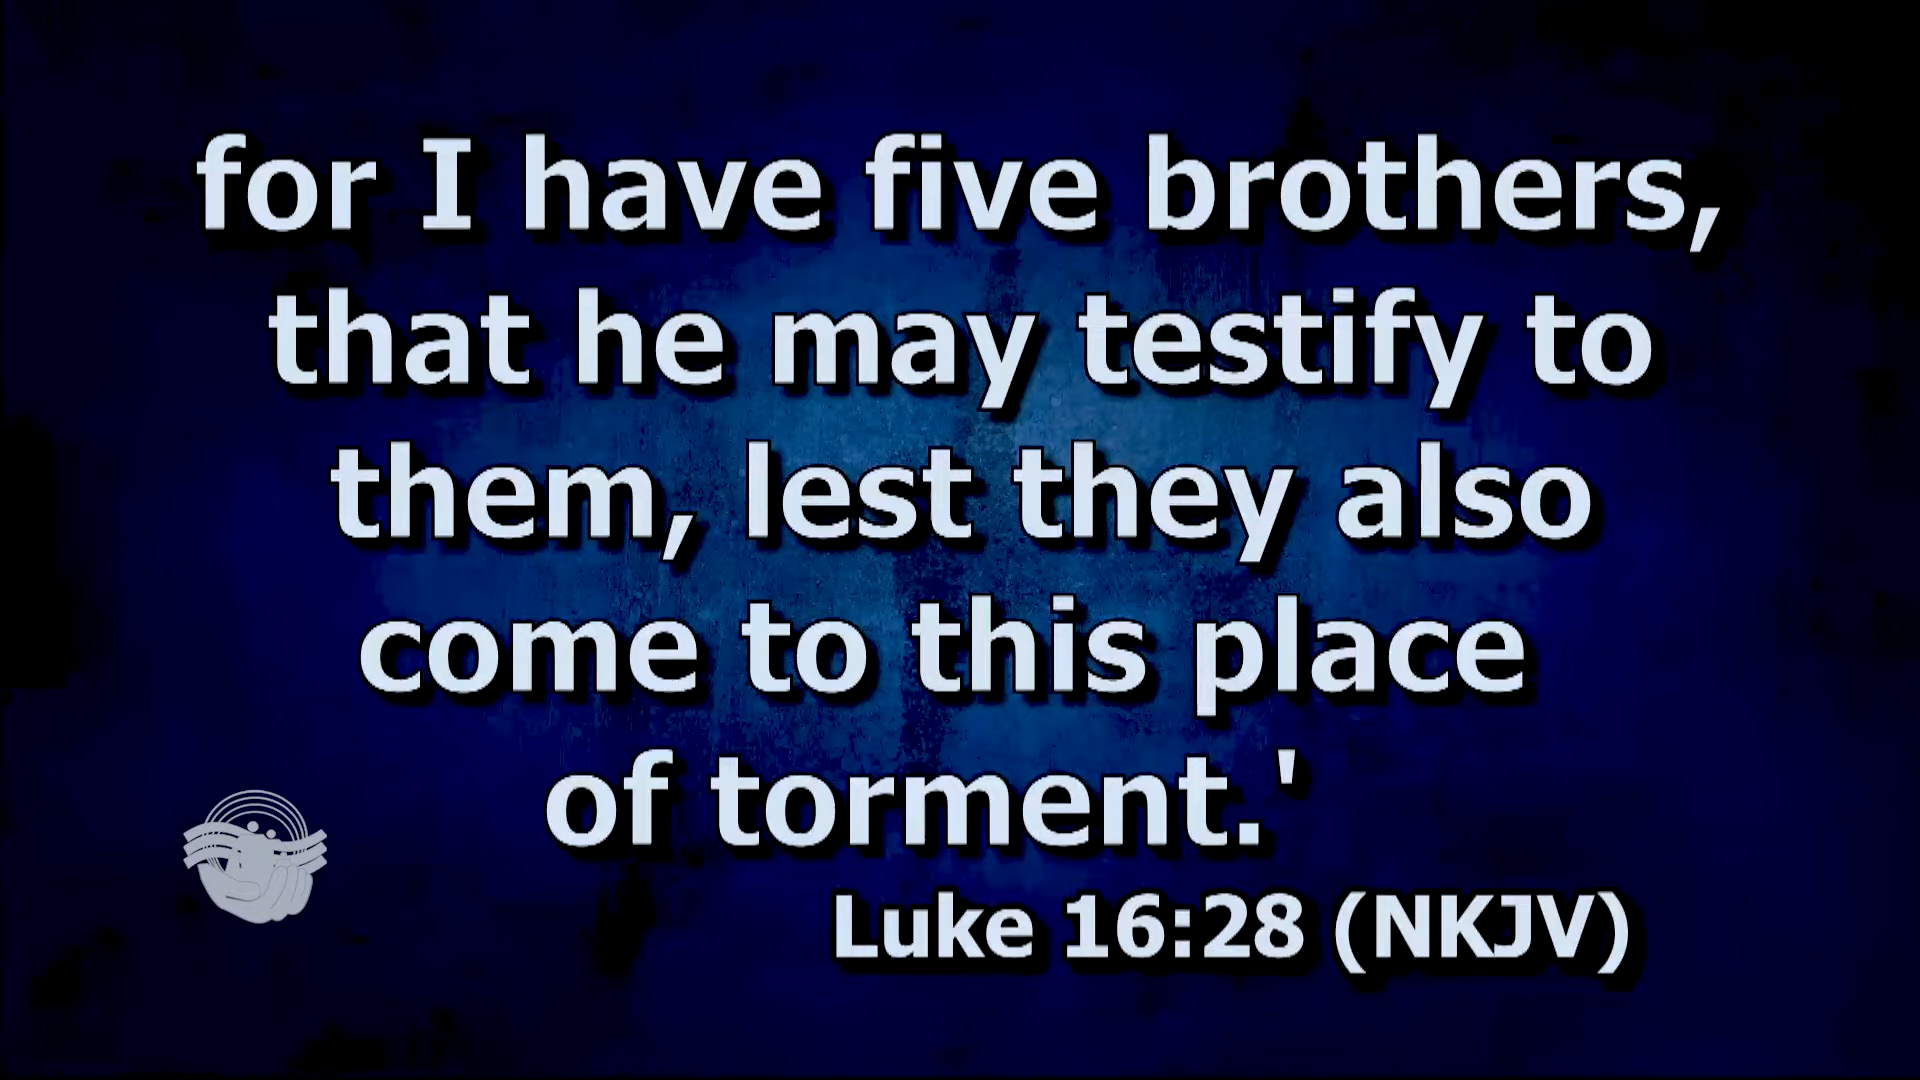 for I have five brothers,
that he may testify to
them, lest they also
come to this place
of torment.'
Luke 16:28 (NKJV)